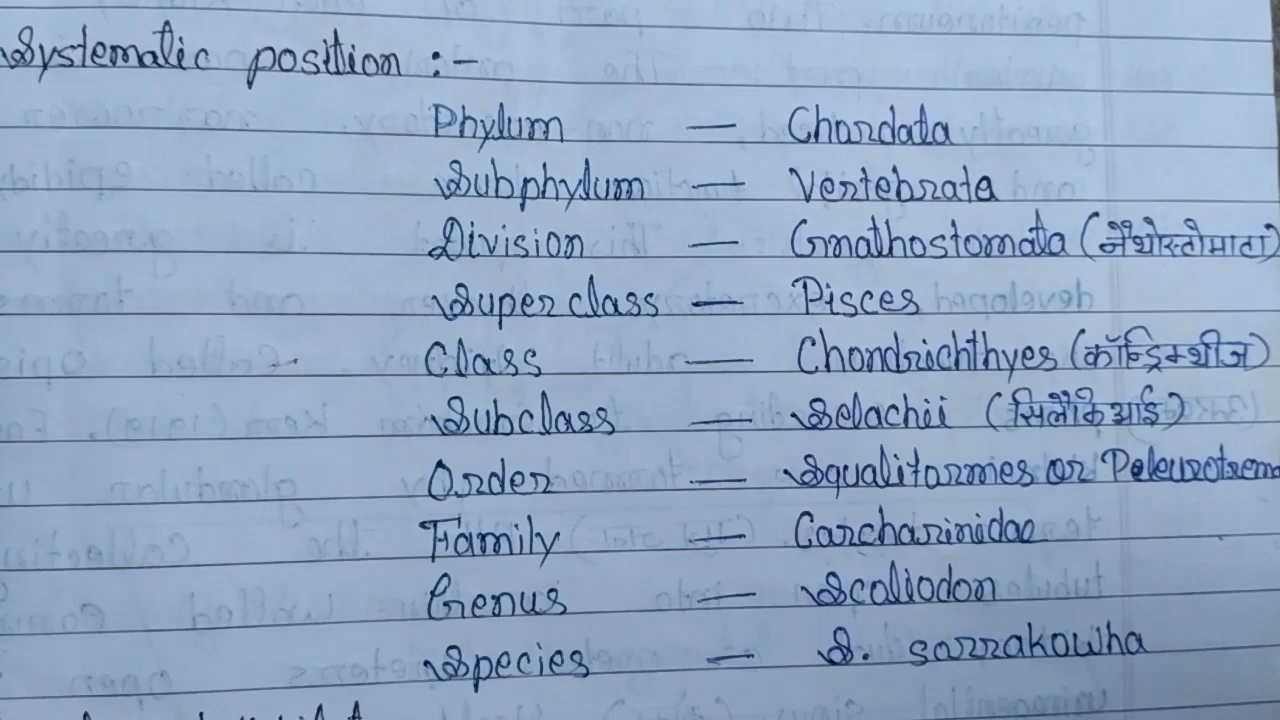 Systematic position :-
Phylum — Chordata
Subphylum — Vertebrata
Division — Gnathostomata (नैथोस्टोमाटा)
Superclass — Pisces
Class — Chondrichthyes (कॉन्ड्रिक्थीज)
Subclass — Selachii (सिलैकिआई)
Order — Squaliformes or
Family — Carcharinidae
Genus — Scoliodon
Species — S. sorrakowha